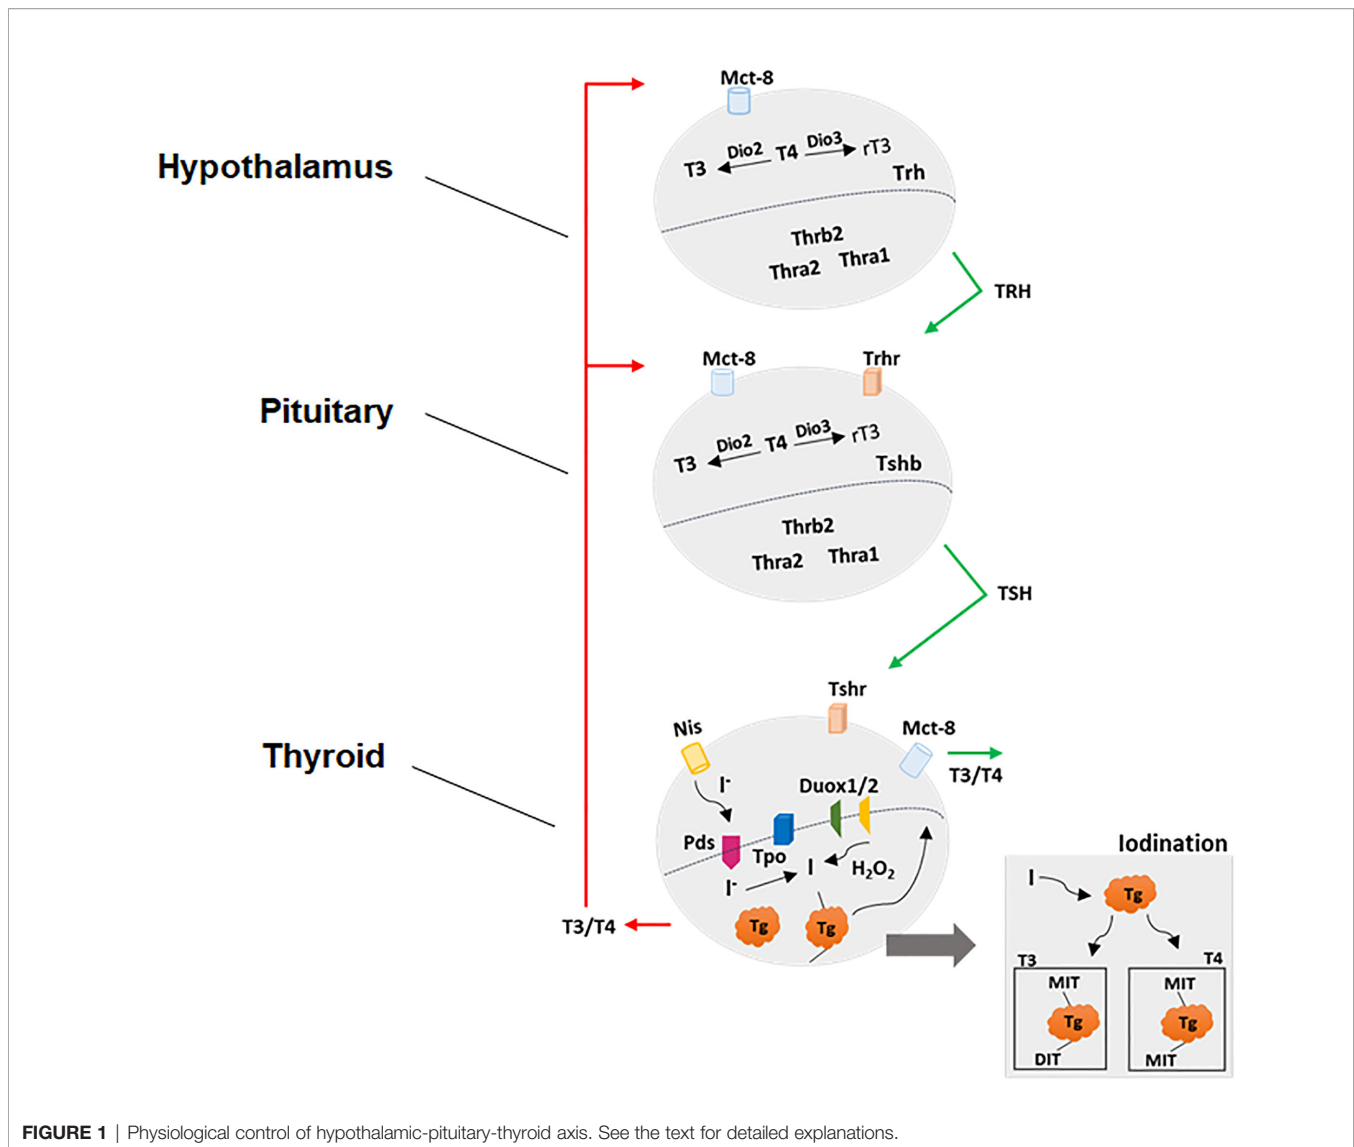 Mct-8
Hypothalamus
T3 Dio2 T4 Dio3 rT3
Trh
Thrb2
Thra2 Thra1
TRH
Mct-8 Trhr
Pituitary
T3 Dio2 T4 Dio3 rT3
Tshb
Thrb2
Thra2 Thra1
TSH
Tshr
Nis Mct-8
Thyroid
I- Duox1/2 T3/T4
Pds Tpo I H2O2
I-
T3/T4 Tg Tg
Iodination
I Tg
T3 T4
MIT MIT
Tg Tg
DIT MIT
FIGURE 1 | Physiological control of hypothalamic-pituitary-thyroid axis. See the text for detailed explanations.